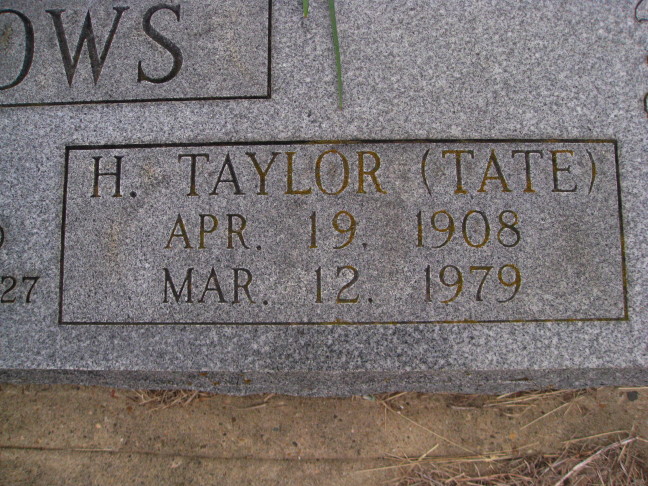 OWS
H. TAYLOR (TATE)
APR. 19. 1908
MAR. 12. 1979
27